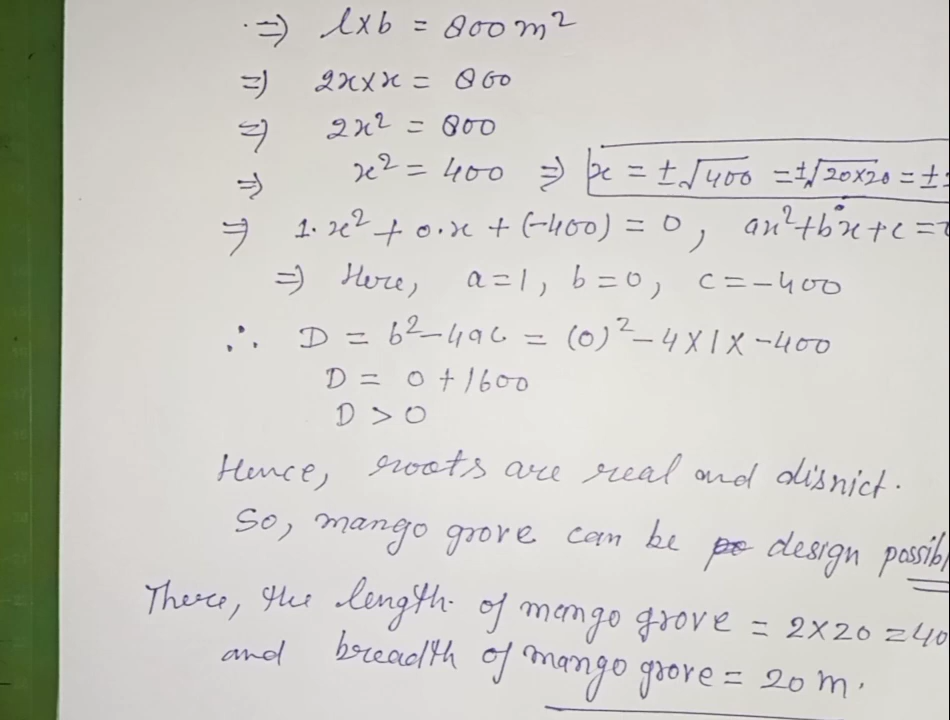 ·⇒ l×b = 800 m²
⇒ 2x×x = 800
⇒ 2x² = 800
⇒ x² = 400 ⇒ x = ±√400 = ±√20×20 = ±
⇒ 1·x² + 0·x + (-400) = 0, ax²+bx+c =
⇒ Here, a=1, b=0, c=-400
∴ D = b²-4ac = (0)²-4×1×-400
D = 0+1600
D > 0
Hence, roots are real and disnict.
So, mango grove can be design possibl
There, the length of mango grove = 2×20 = 40
and breadth of mango grove = 20 m.